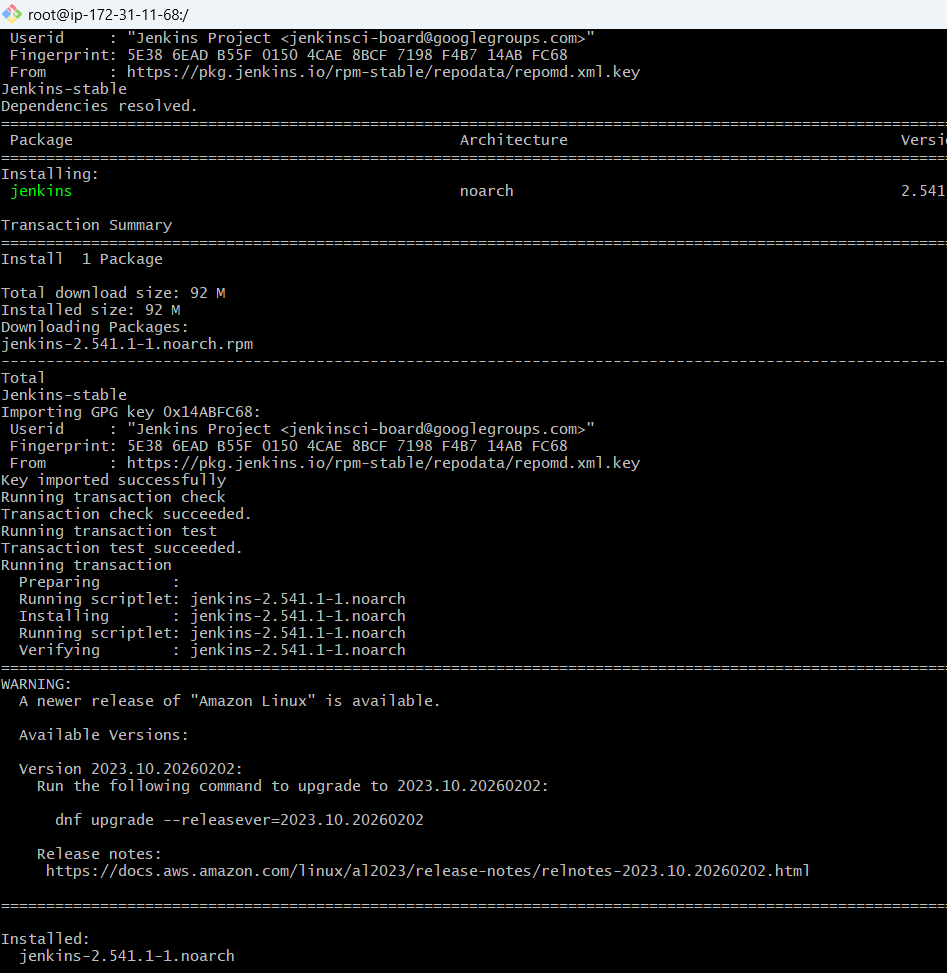 root@ip-172-31-11-68:/
 Userid     : "Jenkins Project <jenkinsci-board@googlegroups.com>"
 Fingerprint: 5E38 6EAD B55F 0150 4CAE 8BCF 7198 F4B7 14AB FC68
 From       : https://pkg.jenkins.io/rpm-stable/repodata/repomd.xml.key
Jenkins-stable
Dependencies resolved.
================================================================================
 Package                                           Architecture                                     Versi
================================================================================
Installing:
 jenkins                                           noarch                                           2.541

Transaction Summary
================================================================================
Install  1 Package

Total download size: 92 M
Installed size: 92 M
Downloading Packages:
jenkins-2.541.1-1.noarch.rpm
--------------------------------------------------------------------------------
Total
Jenkins-stable
Importing GPG key 0x14ABFC68:
 Userid     : "Jenkins Project <jenkinsci-board@googlegroups.com>"
 Fingerprint: 5E38 6EAD B55F 0150 4CAE 8BCF 7198 F4B7 14AB FC68
 From       : https://pkg.jenkins.io/rpm-stable/repodata/repomd.xml.key
Key imported successfully
Running transaction check
Transaction check succeeded.
Running transaction test
Transaction test succeeded.
Running transaction
  Preparing        :
  Running scriptlet: jenkins-2.541.1-1.noarch
  Installing       : jenkins-2.541.1-1.noarch
  Running scriptlet: jenkins-2.541.1-1.noarch
  Verifying        : jenkins-2.541.1-1.noarch
================================================================================
WARNING:
  A newer release of "Amazon Linux" is available.

  Available Versions:

  Version 2023.10.20260202:
    Run the following command to upgrade to 2023.10.20260202:

      dnf upgrade --releasever=2023.10.20260202

    Release notes:
     https://docs.aws.amazon.com/linux/al2023/release-notes/relnotes-2023.10.20260202.html

================================================================================

Installed:
  jenkins-2.541.1-1.noarch